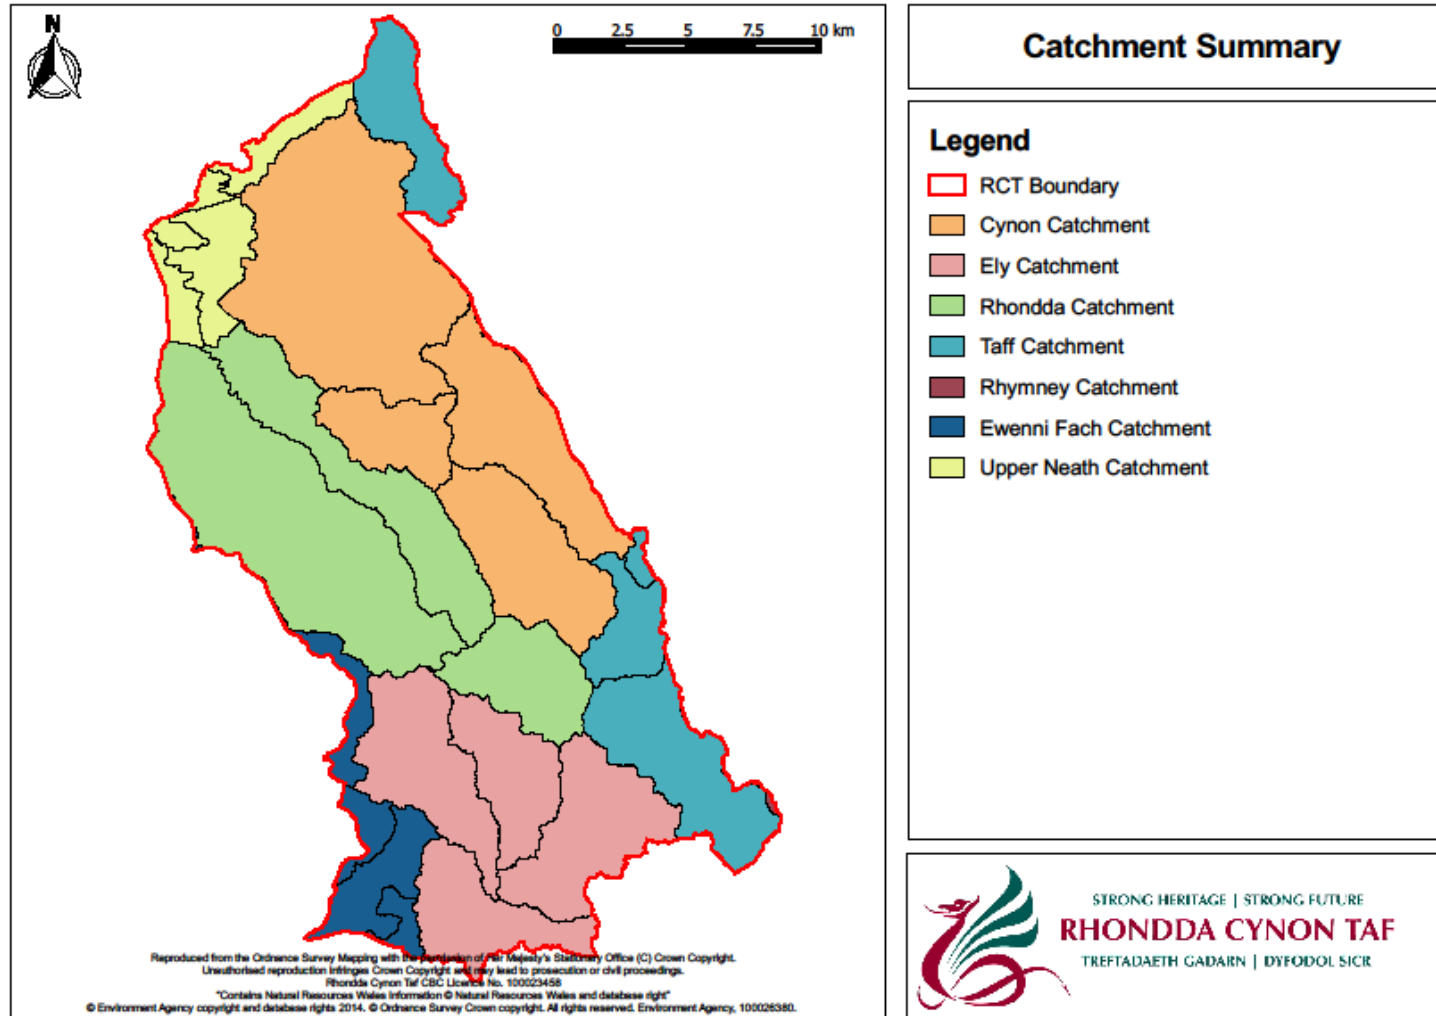 N
0 2.5 5 7.5 10 km
Catchment Summary
Legend
RCT Boundary
Cynon Catchment
Ely Catchment
Rhondda Catchment
Taff Catchment
Rhymney Catchment
Ewenni Fach Catchment
Upper Neath Catchment
Reproduced from the Ordnance Survey Mapping with the permission of Her Majesty's Stationery Office (C) Crown Copyright.
Unauthorised reproduction infringes Crown Copyright and may lead to prosecution or civil proceedings.
Rhondda Cynon Taf CBC Licence No. 100023458
"Contains Natural Resources Wales information © Natural Resources Wales and database right"
© Environment Agency copyright and database rights 2014. © Ordnance Survey Crown copyright. All rights reserved. Environment Agency, 100026380.
STRONG HERITAGE | STRONG FUTURE
RHONDDA CYNON TAF
TREFTADAETH GADARN | DYFODOL SICR